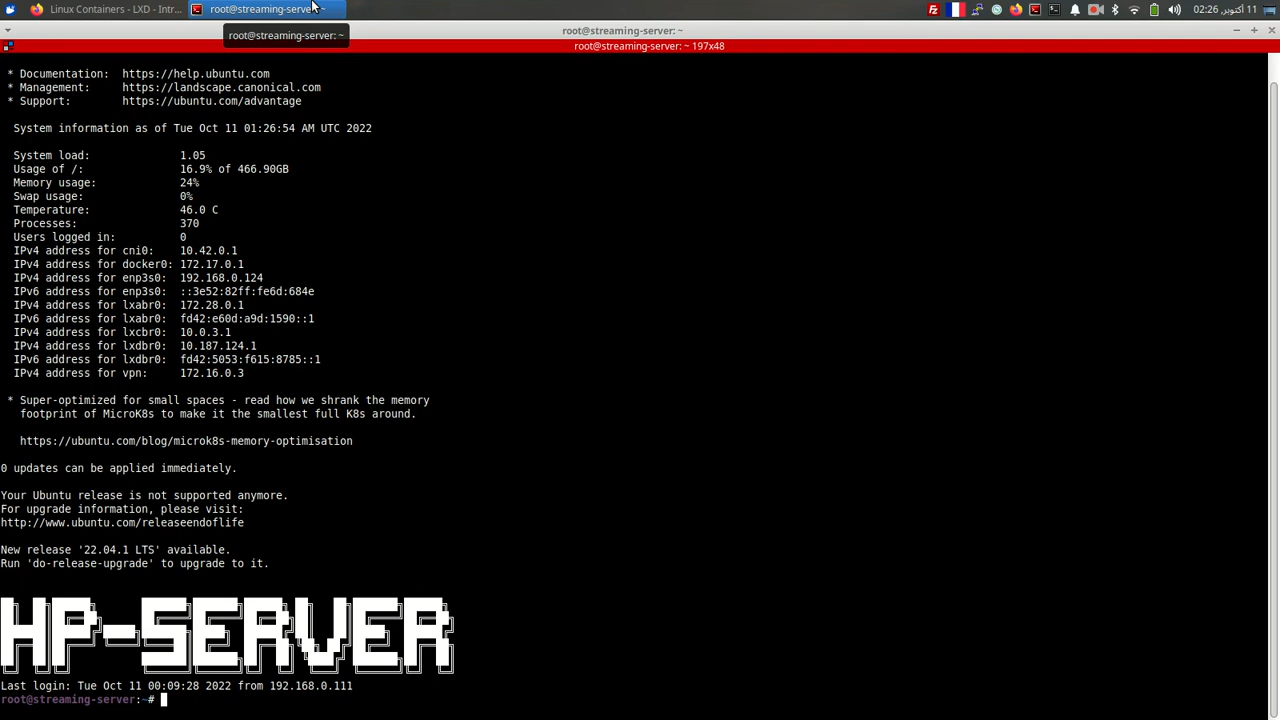 Linux Containers - LXD - Intr...
root@streaming-server: ~
11 أكتوبر, 02:26
root@streaming-server: ~
root@streaming-server: ~
root@streaming-server: ~ 197x48
* Documentation: https://help.ubuntu.com
* Management: https://landscape.canonical.com
* Support: https://ubuntu.com/advantage
System information as of Tue Oct 11 01:26:54 AM UTC 2022
System load: 1.05
Usage of /: 16.9% of 466.90GB
Memory usage: 24%
Swap usage: 0%
Temperature: 46.0 C
Processes: 370
Users logged in: 0
IPv4 address for cni0: 10.42.0.1
IPv4 address for docker0: 172.17.0.1
IPv4 address for enp3s0: 192.168.0.124
IPv6 address for enp3s0: ::3e52:82ff:fe6d:684e
IPv4 address for lxabr0: 172.28.0.1
IPv6 address for lxabr0: fd42:e60d:a9d:1590::1
IPv4 address for lxcbr0: 10.0.3.1
IPv4 address for lxdbr0: 10.187.124.1
IPv6 address for lxdbr0: fd42:5053:f615:8785::1
IPv4 address for vpn: 172.16.0.3
* Super-optimized for small spaces - read how we shrank the memory
footprint of MicroK8s to make it the smallest full K8s around.
https://ubuntu.com/blog/microk8s-memory-optimisation
0 updates can be applied immediately.
Your Ubuntu release is not supported anymore.
For upgrade information, please visit:
http://www.ubuntu.com/releaseendoflife
New release '22.04.1 LTS' available.
Run 'do-release-upgrade' to upgrade to it.
HP-SERVER
Last login: Tue Oct 11 00:09:28 2022 from 192.168.0.111
root@streaming-server:~#